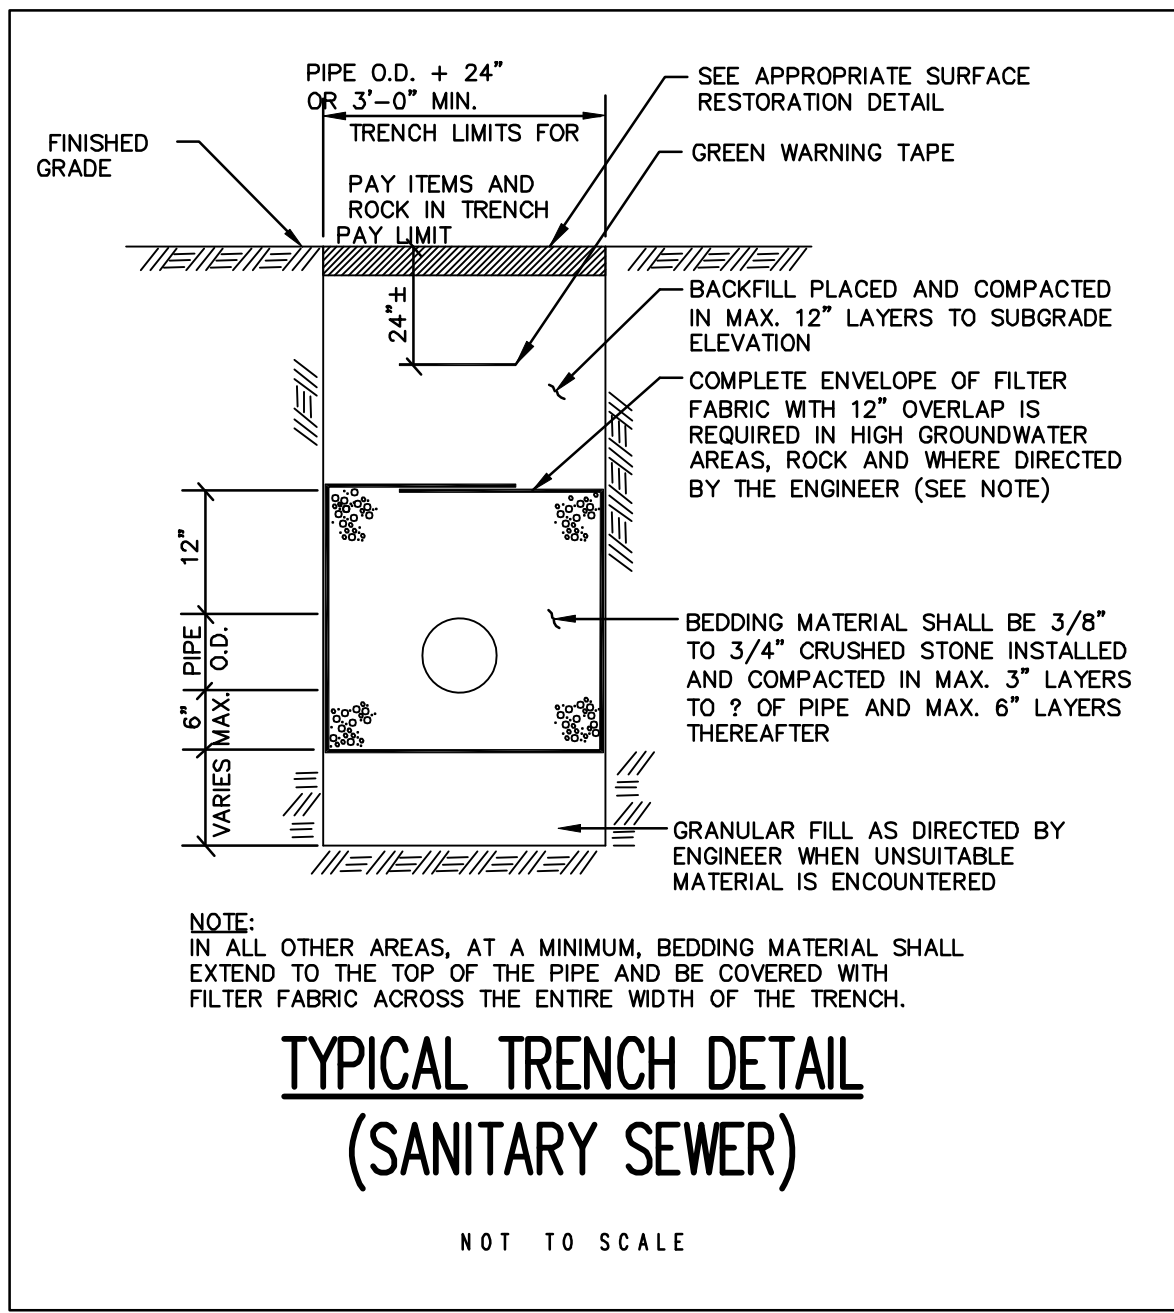 PIPE O.D. + 24"
OR 3'-0" MIN.
TRENCH LIMITS FOR
PAY ITEMS AND
ROCK IN TRENCH
PAY LIMIT
FINISHED
GRADE
SEE APPROPRIATE SURFACE
RESTORATION DETAIL
GREEN WARNING TAPE
24"±
BACKFILL PLACED AND COMPACTED
IN MAX. 12" LAYERS TO SUBGRADE
ELEVATION
COMPLETE ENVELOPE OF FILTER
FABRIC WITH 12" OVERLAP IS
REQUIRED IN HIGH GROUNDWATER
AREAS, ROCK AND WHERE DIRECTED
BY THE ENGINEER (SEE NOTE)
12"
PIPE
O.D.
6"
MAX.
VARIES
BEDDING MATERIAL SHALL BE 3/8"
TO 3/4" CRUSHED STONE INSTALLED
AND COMPACTED IN MAX. 3" LAYERS
TO ? OF PIPE AND MAX. 6" LAYERS
THEREAFTER
GRANULAR FILL AS DIRECTED BY
ENGINEER WHEN UNSUITABLE
MATERIAL IS ENCOUNTERED
NOTE:
IN ALL OTHER AREAS, AT A MINIMUM, BEDDING MATERIAL SHALL
EXTEND TO THE TOP OF THE PIPE AND BE COVERED WITH
FILTER FABRIC ACROSS THE ENTIRE WIDTH OF THE TRENCH.
TYPICAL TRENCH DETAIL
(SANITARY SEWER)
NOT TO SCALE